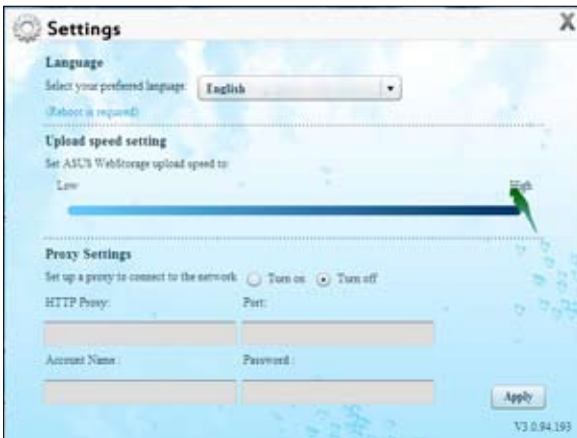 Settings
X
Language
Select your preferred language: English
(Reboot is required)
Upload speed setting
Set ASUS WebStorage upload speed to:
Low High
Proxy Settings
Set up a proxy to connect to the network Turn on Turn off
HTTP Proxy: Port:
Account Name : Password :
Apply
V3.0.94.193